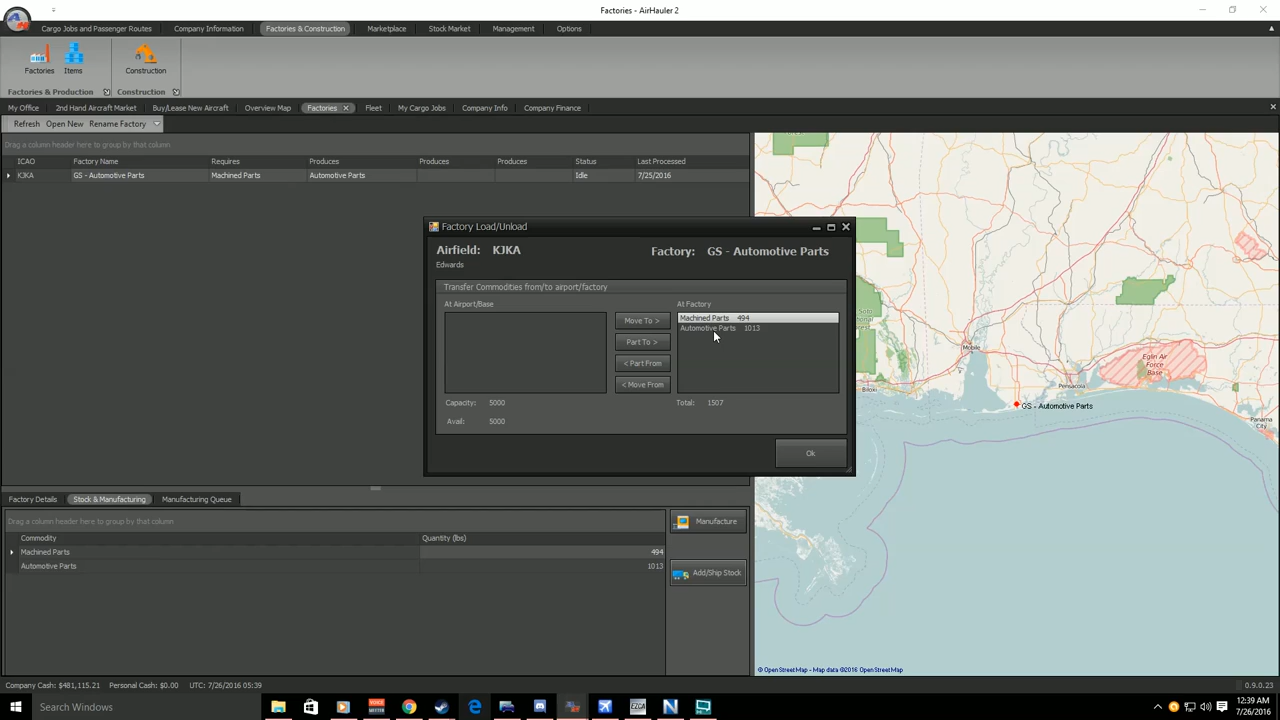 Factories - AirHauler 2
Cargo Jobs and Passenger Routes Company Information Factories & Construction Marketplace Stock Market Management Options
Factories Items Construction
Factories & Production Construction
My Office 2nd Hand Aircraft Market Buy/Lease New Aircraft Overview Map Factories Fleet My Cargo Jobs Company Info Company Finance
Refresh Open New Rename Factory
Drag a column header here to group by that column
ICAO Factory Name Requires Produces Produces Produces Status Last Processed
KJKA GS - Automotive Parts Machined Parts Automotive Parts Idle 7/25/2016
Factory Load/Unload
Airfield: KJKA Factory: GS - Automotive Parts
Edwards
Transfer Commodities from/to airport/factory
At Airport/Base At Factory
Machined Parts 494
Automotive Parts 1013
Move To >
Part To >
< Part From
< Move From
Capacity: 5000 Total: 1507
Avail: 5000
Ok
Mobile
Biloxi
Pensacola
Eglin Air Force Base
Panama City
GS - Automotive Parts
Factory Details Stock & Manufacturing Manufacturing Queue
Drag a column header here to group by that column
Commodity Quantity (lbs)
Machined Parts 494
Automotive Parts 1013
Manufacture
Add/Ship Stock
© OpenStreetMap - Map data ©2016 OpenStreetMap
Company Cash: $481,115.21 Personal Cash: $0.00 UTC: 7/26/2016 05:39 0.9.0.23
Search Windows
12:39 AM
7/26/2016